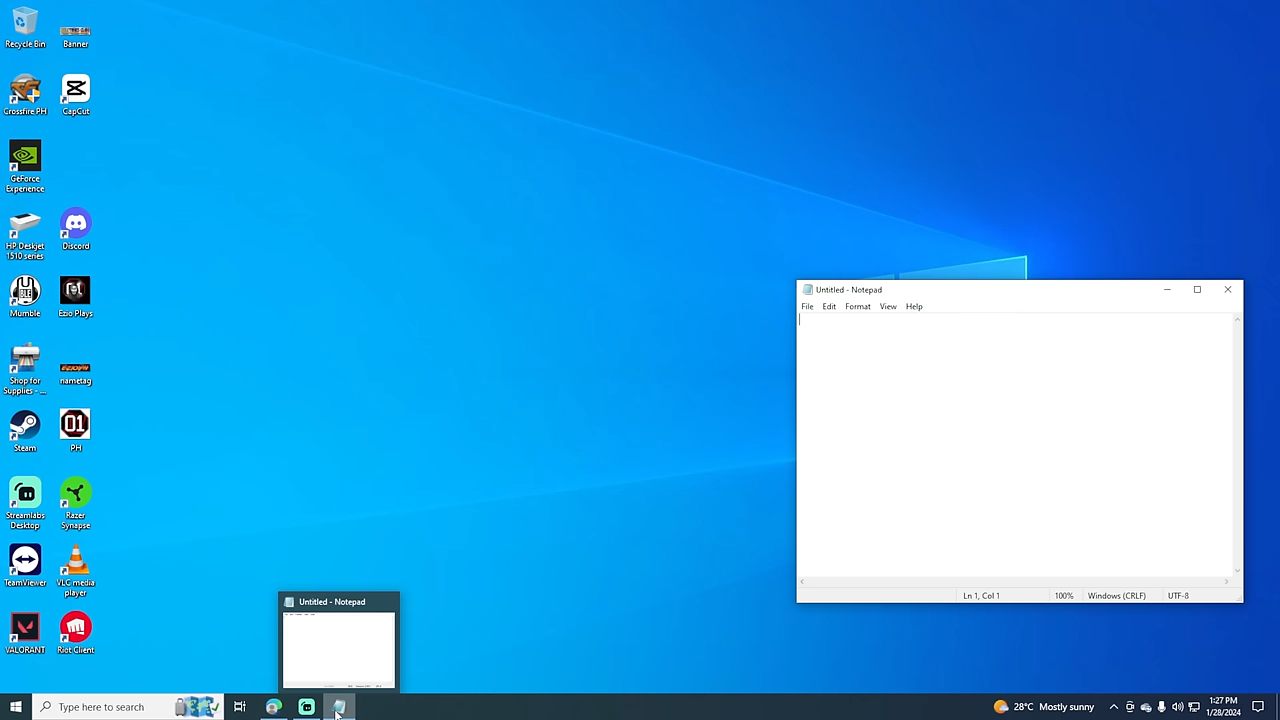 Recycle Bin
Banner
Crossfire PH
CapCut
GeForce
Experience
HP Deskjet
1510 series
Discord
Mumble
Ezio Plays
Shop for
Supplies - ...
nametag
Steam
01
PH
Streamlabs
Desktop
Razer
Synapse
TeamViewer
VLC media
player
VALORANT
Riot Client
Untitled - Notepad
File Edit Format View Help
Ln 1, Col 1 100% Windows (CRLF) UTF-8
Untitled - Notepad
Type here to search
28°C Mostly sunny
1:27 PM
1/28/2024